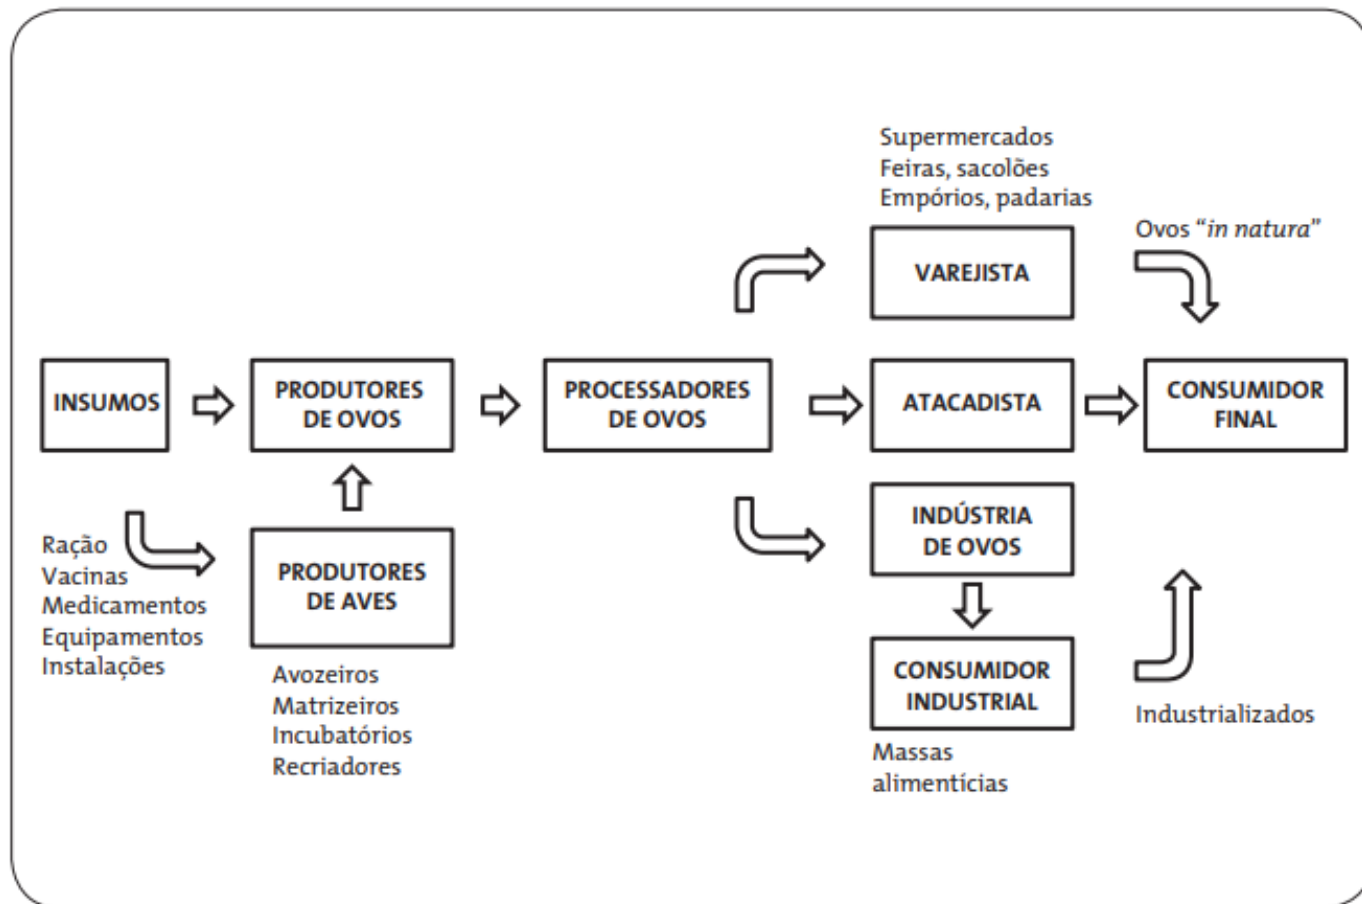 Supermercados
Feiras, sacolões
Empórios, padarias
VAREJISTA
Ovos “in natura”
INSUMOS
PRODUTORES
DE OVOS
PROCESSADORES
DE OVOS
ATACADISTA
CONSUMIDOR
FINAL
Ração
Vacinas
Medicamentos
Equipamentos
Instalações
PRODUTORES
DE AVES
Avozeiros
Matrizeiros
Incubatórios
Recriadores
INDÚSTRIA
DE OVOS
CONSUMIDOR
INDUSTRIAL
Massas
alimentícias
Industrializados